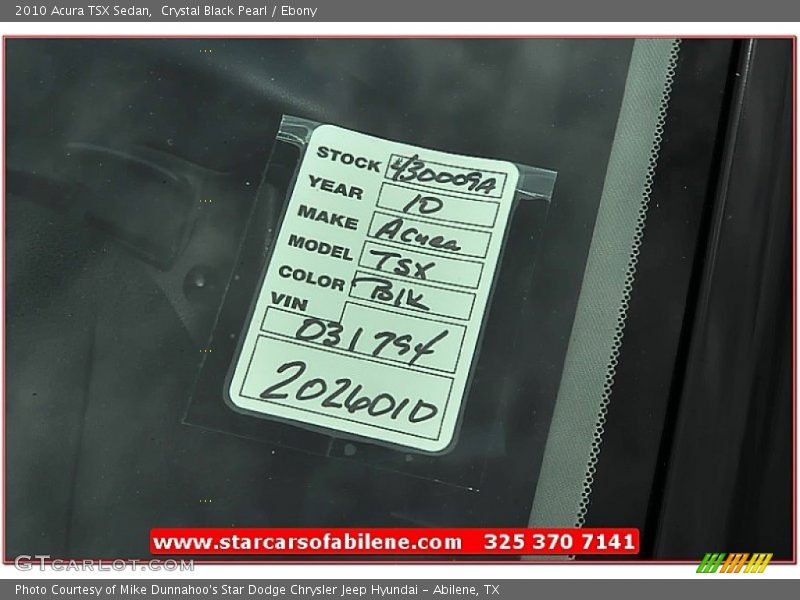 2010 Acura TSX Sedan,  Crystal Black Pearl / Ebony
STOCK 430009A
YEAR 10
MAKE Acura
MODEL TSX
COLOR Blk
VIN
031794
2026010
www.starcarsofabilene.com 325 370 7141
GTCARLOT.COM
Photo Courtesy of Mike Dunnahoo's Star Dodge Chrysler Jeep Hyundai - Abilene, TX